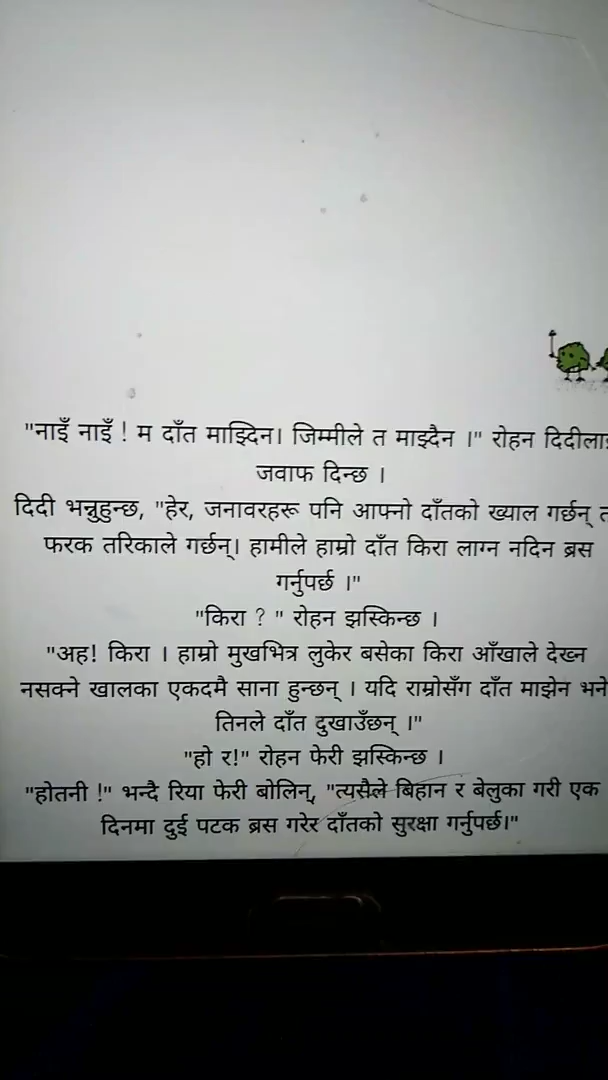 "नाइँ नाइँ ! म दाँत माझ्दिन। जिम्मीले त माझ्दैन ।" रोहन दिदीलाई
जवाफ दिन्छ ।
दिदी भन्नुहुन्छ, "हेर, जनावरहरू पनि आफ्नो दाँतको ख्याल गर्छन् त
फरक तरिकाले गर्छन्। हामीले हाम्रो दाँत किरा लाग्न नदिन ब्रस
गर्नुपर्छ ।"
"किरा ? " रोहन झस्किन्छ ।
"अह! किरा । हाम्रो मुखभित्र लुकेर बसेका किरा आँखाले देख्न
नसक्ने खालका एकदमै साना हुन्छन् । यदि राम्रोसँग दाँत माझेन भने
तिनले दाँत दुखाउँछन् ।"
"हो र!" रोहन फेरी झस्किन्छ ।
"होतनी !" भन्दै रिया फेरी बोलिन्, "त्यसैले बिहान र बेलुका गरी एक
दिनमा दुई पटक ब्रस गरेर दाँतको सुरक्षा गर्नुपर्छ।"